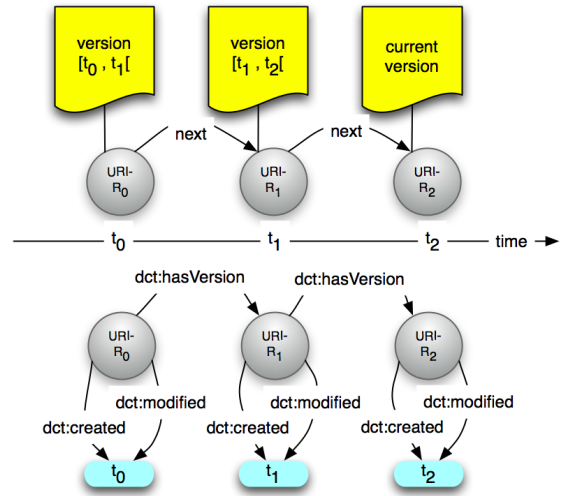 version
[t0 , t1[
version
[t1 , t2[
current
version
next
next
URI-
R0
URI-
R1
URI-
R2
t0
t1
t2
time
dct:hasVersion
dct:hasVersion
URI-
R0
URI-
R1
URI-
R2
dct:modified
dct:modified
dct:modified
dct:created
dct:created
dct:created
t0
t1
t2